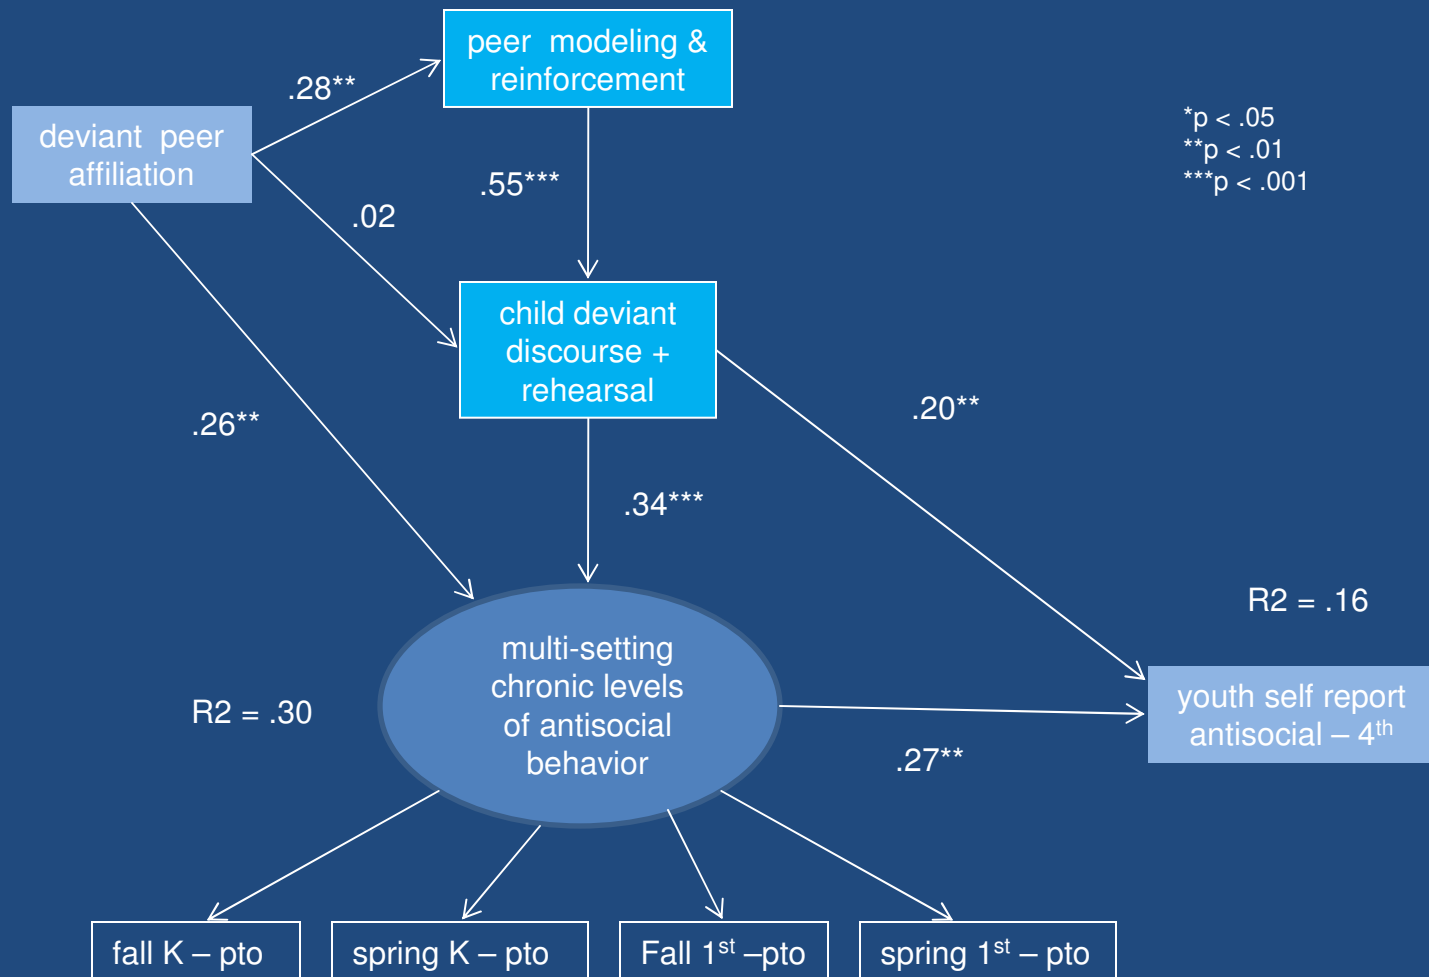 peer modeling &
reinforcement
.28**
deviant peer
affiliation
*p < .05
**p < .01
***p < .001
.55***
.02
child deviant
discourse +
rehearsal
.26**
.20**
.34***
R2 = .16
multi-setting
chronic levels
of antisocial
behavior
R2 = .30
youth self report
antisocial – 4th
.27**
fall K – pto
spring K – pto
Fall 1st –pto
spring 1st – pto